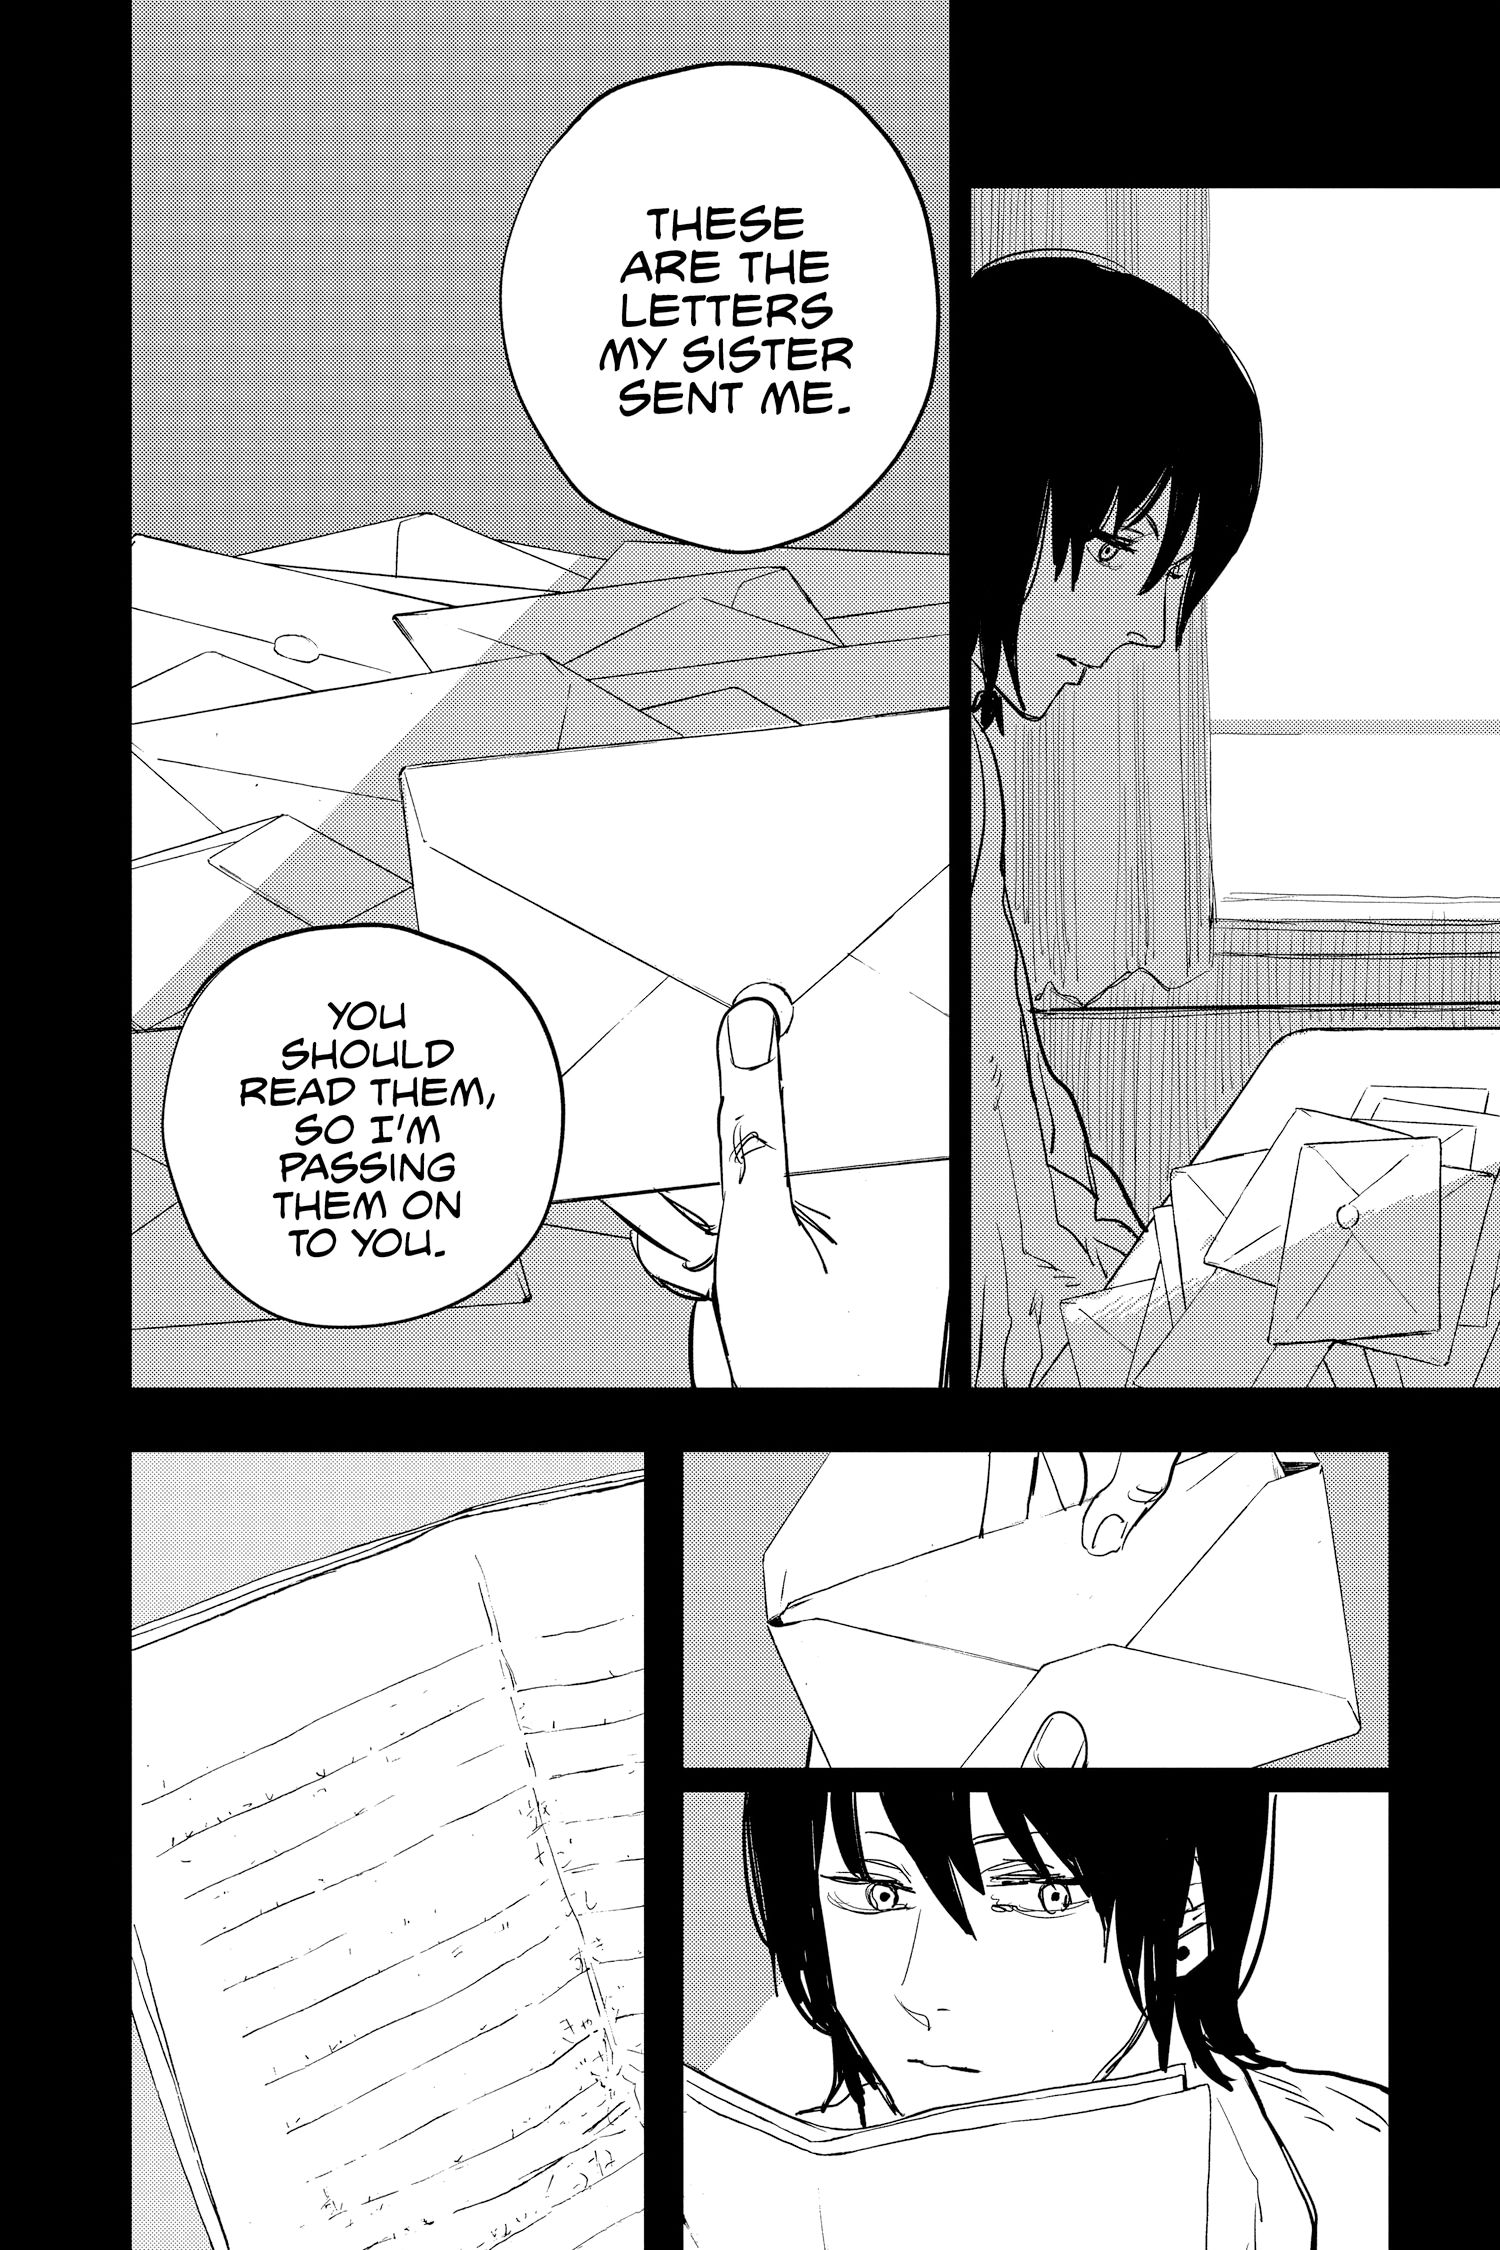 THESE
ARE THE
LETTERS
MY SISTER
SENT ME.
YOU
SHOULD
READ THEM,
SO I'M
PASSING
THEM ON
TO YOU.